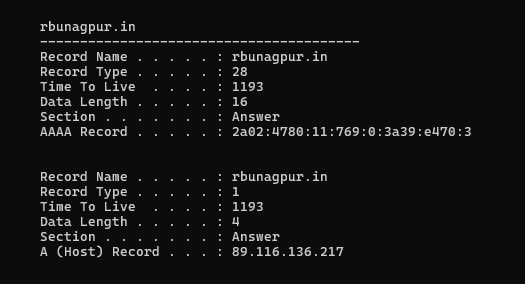 rbunagpur.in
----------------------------------------
Record Name . . . . . : rbunagpur.in
Record Type . . . . . : 28
Time To Live  . . . . : 1193
Data Length . . . . . : 16
Section . . . . . . . : Answer
AAAA Record . . . . . : 2a02:4780:11:769:0:3a39:e470:3
Record Name . . . . . : rbunagpur.in
Record Type . . . . . : 1
Time To Live  . . . . : 1193
Data Length . . . . . : 4
Section . . . . . . . : Answer
A (Host) Record . . . : 89.116.136.217